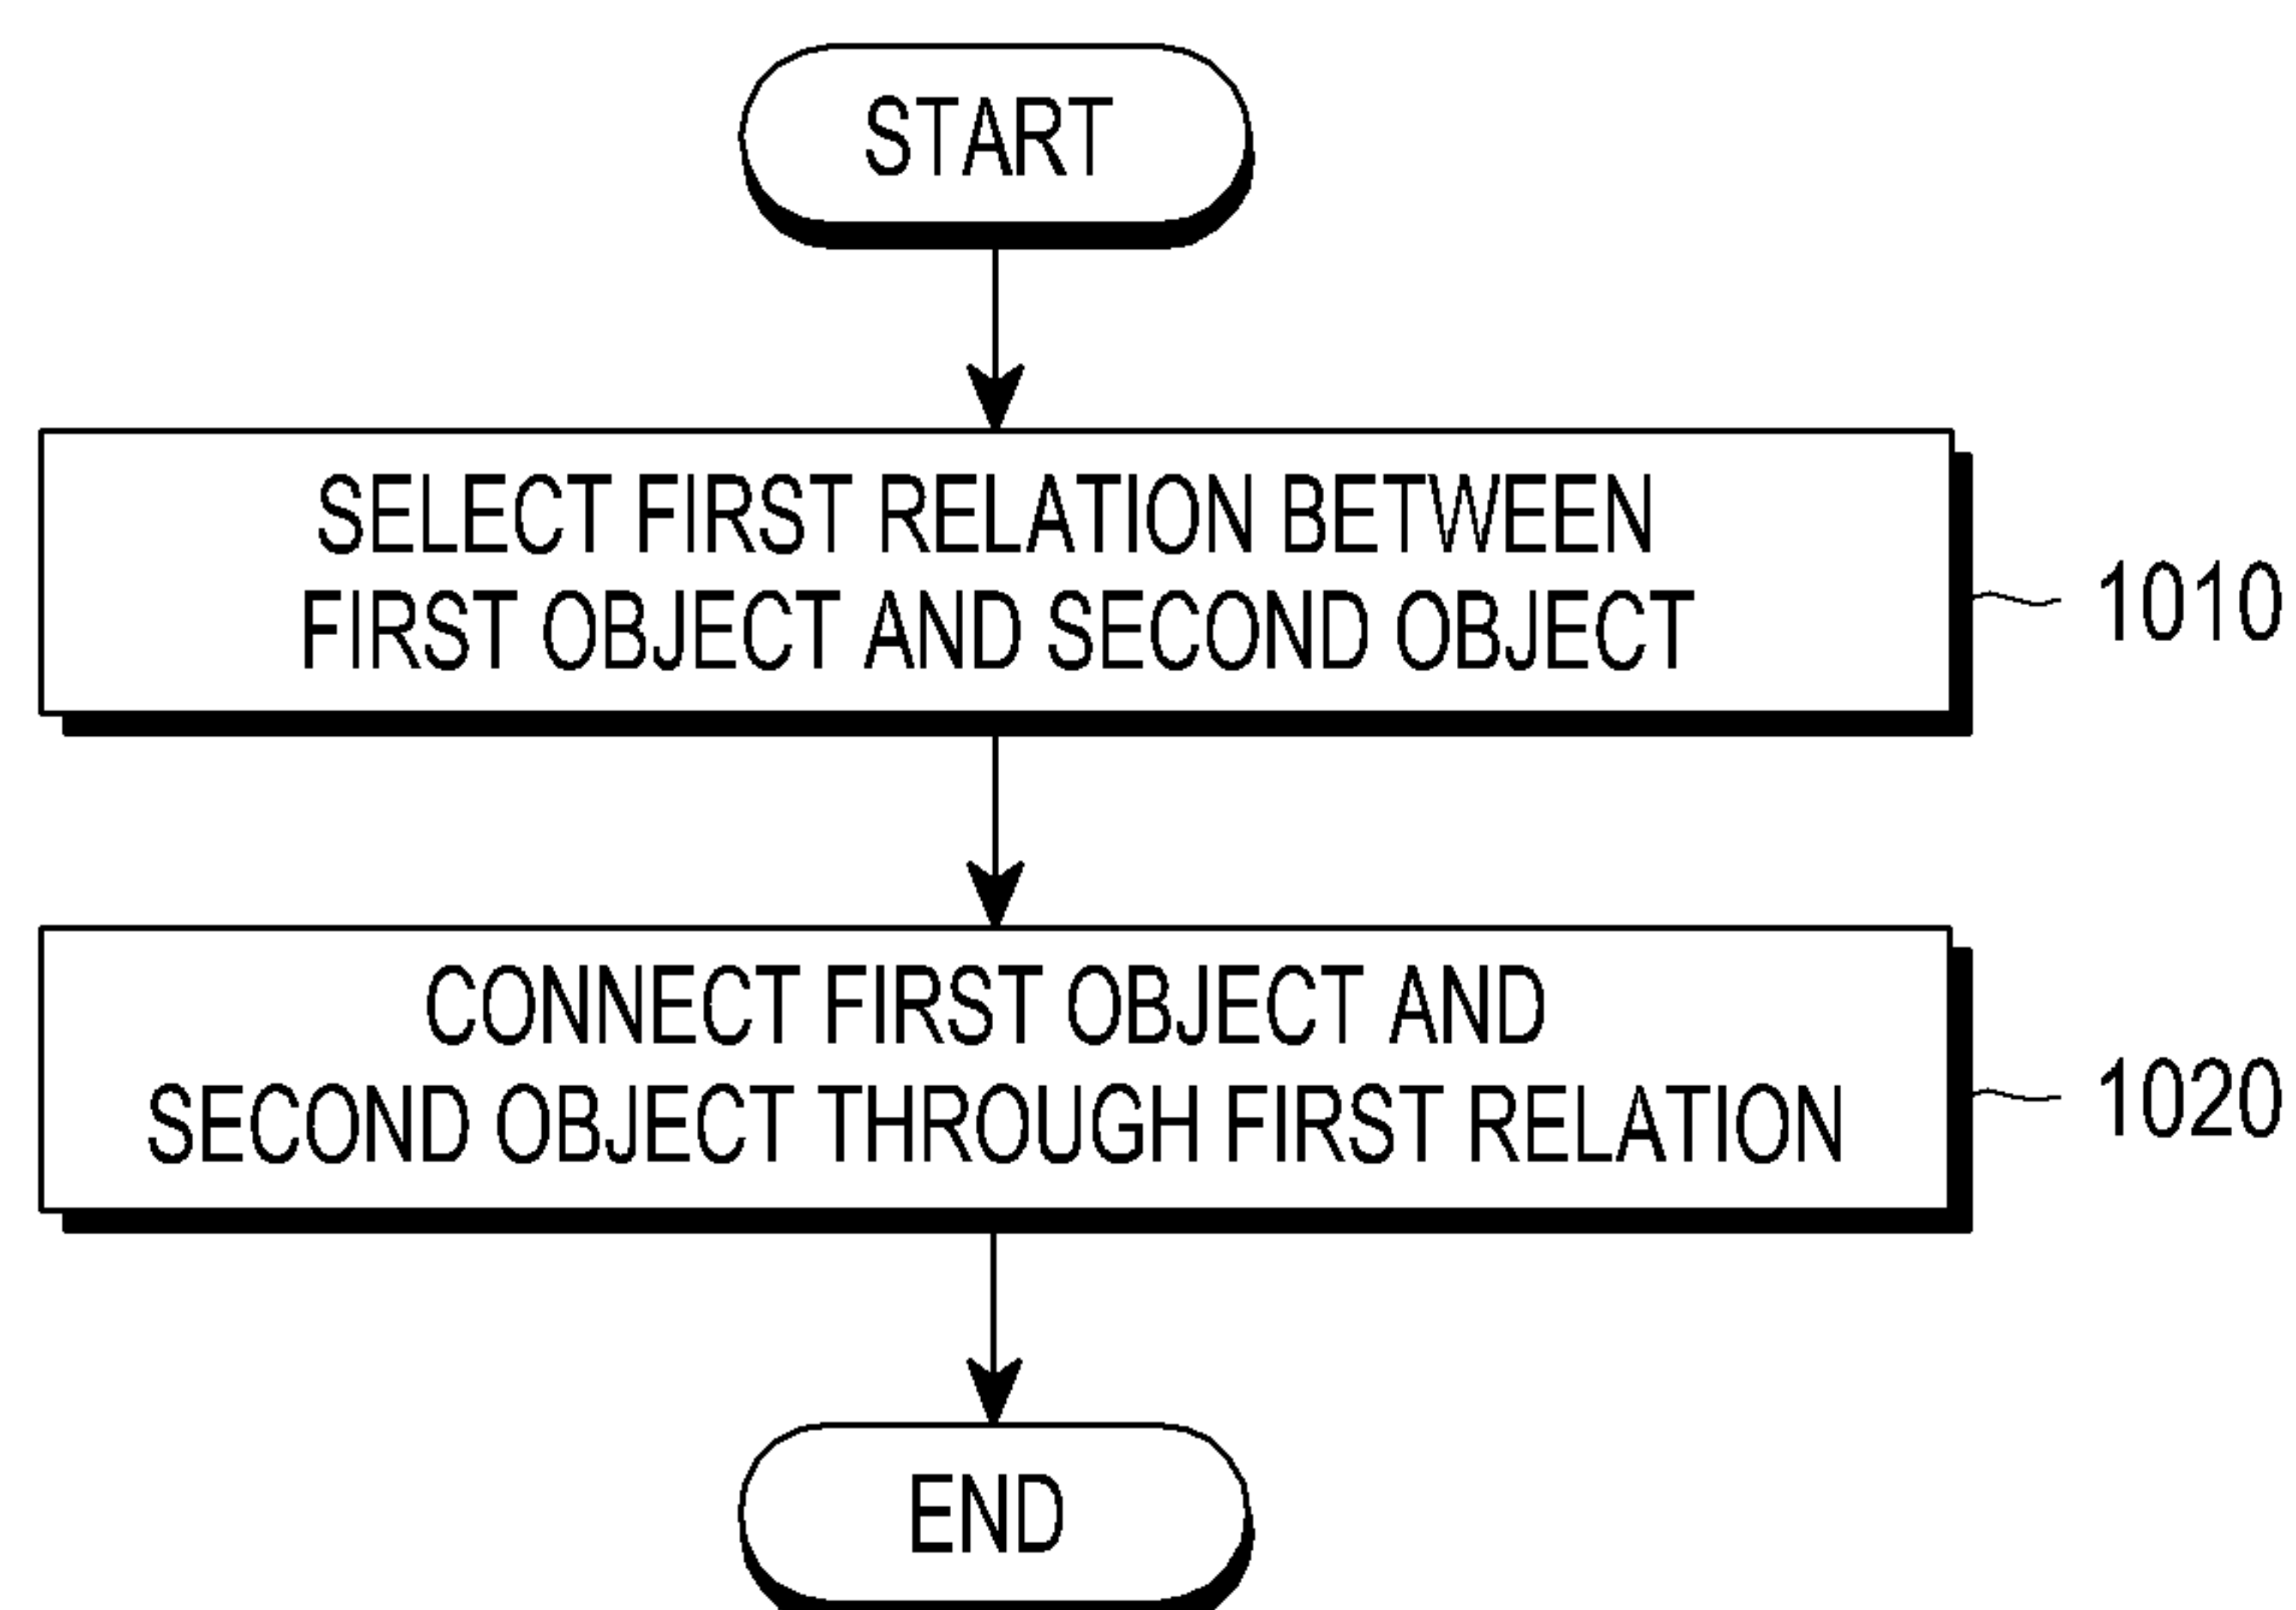 START
SELECT FIRST RELATION BETWEEN
FIRST OBJECT AND SECOND OBJECT
1010
CONNECT FIRST OBJECT AND
SECOND OBJECT THROUGH FIRST RELATION
1020
END